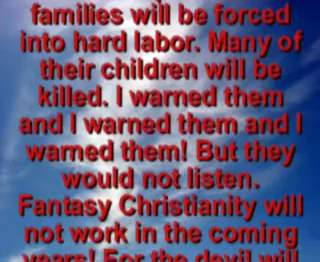 families will be forced
into hard labor. Many of
their children will be
killed. I warned them
and I warned them and I
warned them! But they
would not listen.
Fantasy Christianity will
not work in the coming
years! For the devil will